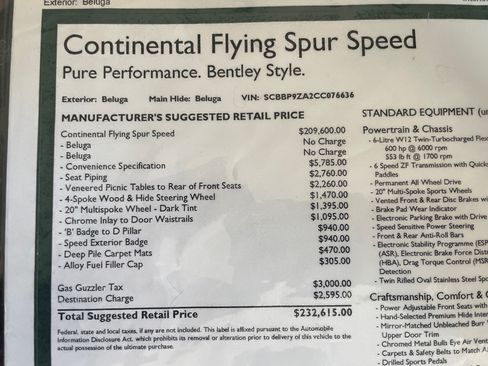 Exterior: Beluga
Continental Flying Spur Speed
Pure Performance. Bentley Style.
Exterior: Beluga Main Hide: Beluga VIN: SCBBP9ZA2CC076636
MANUFACTURER'S SUGGESTED RETAIL PRICE
Continental Flying Spur Speed $209,600.00
- Beluga No Charge
- Beluga No Charge
- Convenience Specification $5,785.00
- Seat Piping $2,760.00
- Veneered Picnic Tables to Rear of Front Seats $2,260.00
- 4-Spoke Wood & Hide Steering Wheel $1,470.00
- 20" Multispoke Wheel - Dark Tint $1,395.00
- Chrome Inlay to Door Waistrails $1,095.00
- 'B' Badge to D Pillar $940.00
- Speed Exterior Badge $940.00
- Deep Pile Carpet Mats $470.00
- Alloy Fuel Filler Cap $305.00
Gas Guzzler Tax $3,000.00
Destination Charge $2,595.00
Total Suggested Retail Price $232,615.00
Federal, state and local taxes, if any are not included. This label is affixed pursuant to the Automobile
Information Disclosure Act, which prohibits its removal or alteration prior to delivery of this vehicle to the
actual possession of the ultimate purchase.
STANDARD EQUIPMENT (un
Powertrain & Chassis
- 6-Litre W12 Twin-Turbocharged Flex
600 hp @ 6000 rpm
553 lb ft @ 1700 rpm
- 6 Speed ZF Transmission with Quicks
Paddles
- Permanent All Wheel Drive
- 20" Multi-Spoke Sports Wheels
- Vented Front & Rear Disc Brakes wi
- Brake Pad Wear Indicator
- Electronic Parking Brake with Drive
- Speed Sensitive Power Steering
- Front & Rear Anti-Roll Bars
- Electronic Stability Programme (ESP
(ASR), Electronic Brake Force Distr
(HBA), Drag Torque Control (MSR
Detection
- Twin Rifled Oval Stainless Steel Spo
Craftsmanship, Comfort & C
- Power Adjustable Front Seats with
- Hand-Selected Premium Hide Inter
- Mirror-Matched Unbleached Burr
Upper Door Trim
- Chromed Metal Bulls Eye Air Vent
- Carpets & Safety Belts to Match A
- Drilled Sports Pedals